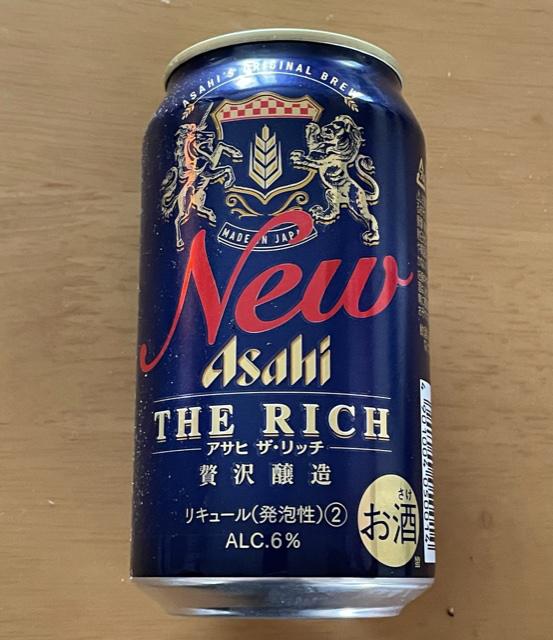 ASAHI'S ORIGINAL BREW
MADE IN JAPA
New
Asahi
THE RICH
アサヒ ザ・リッチ
贅沢醸造
リキュール(発泡性)②
ALC.6%
さけ
お酒